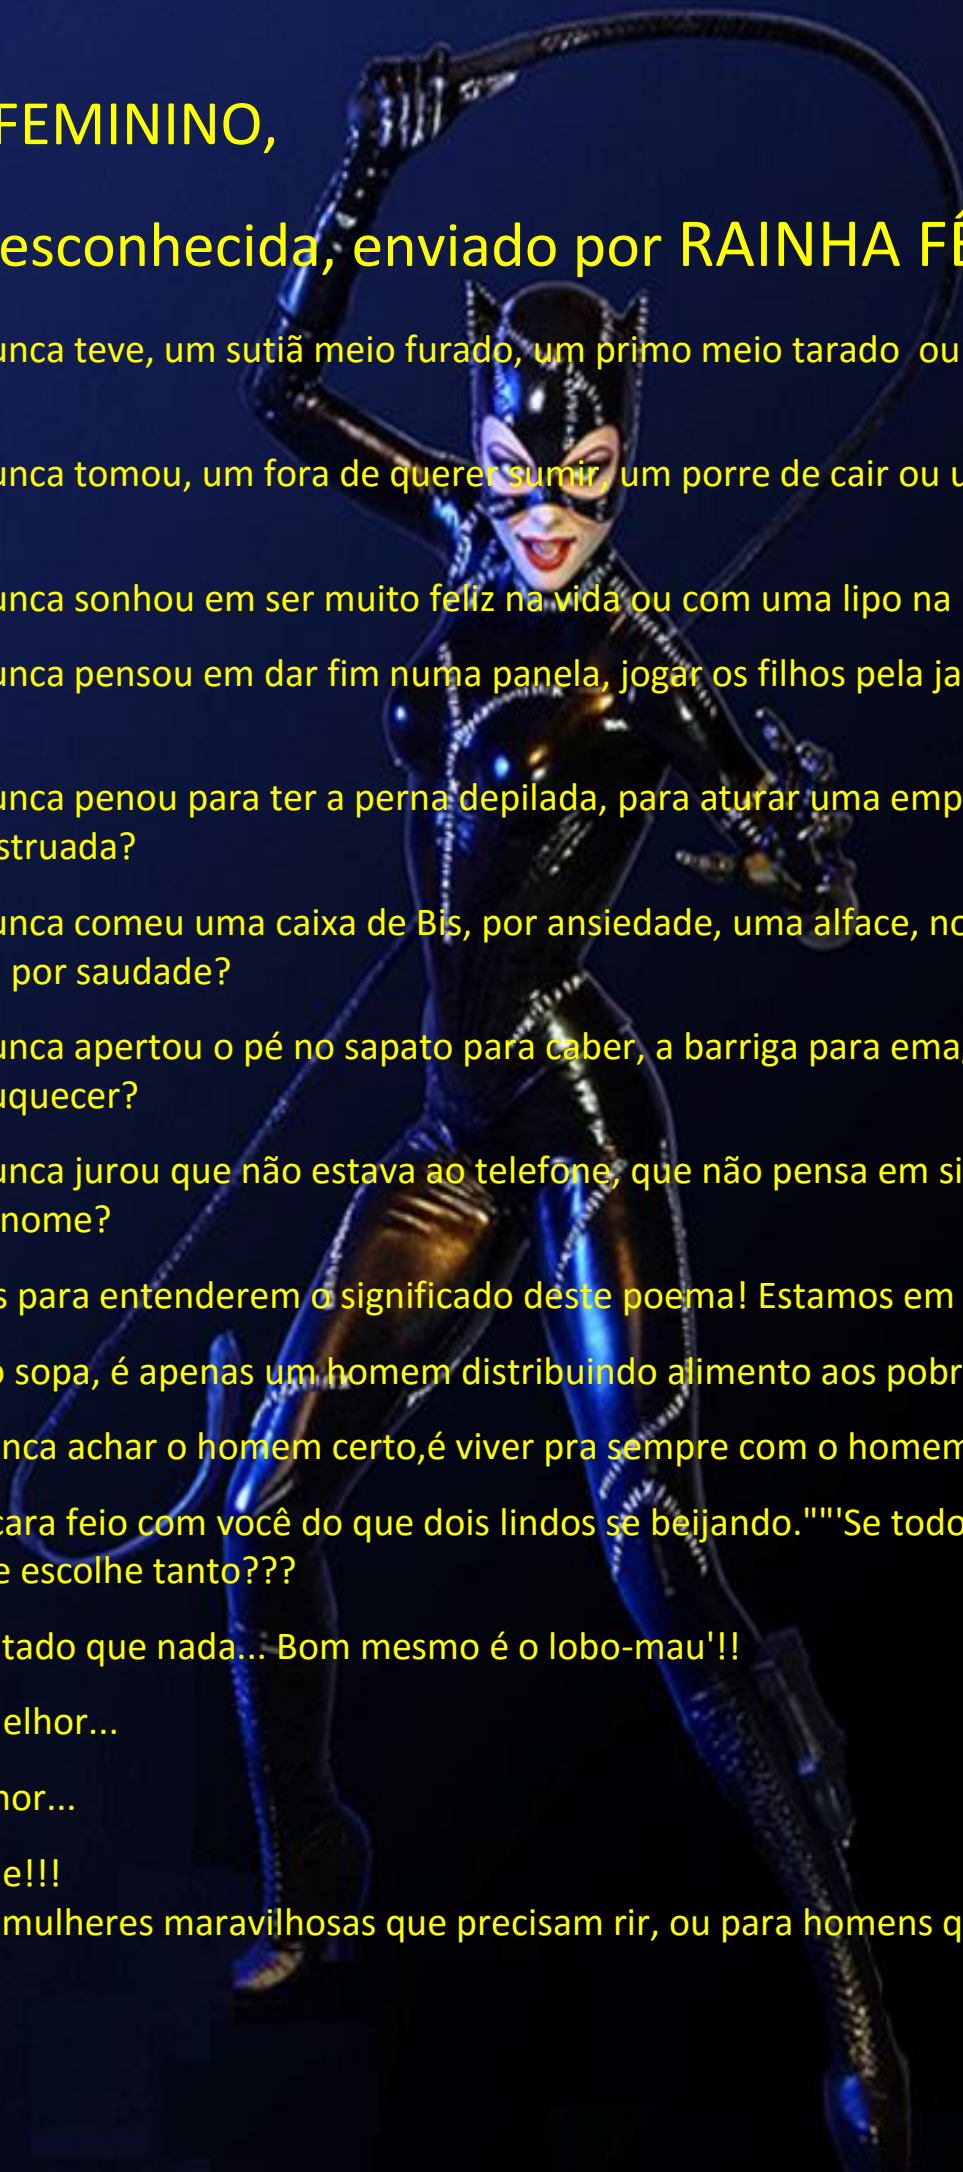 FEMININO,
esconhecida, enviado por RAINHA FÊ
unca teve, um sutiã meio furado, um primo meio tarado ou
unca tomou, um fora de querer sumir, um porre de cair ou u
unca sonhou em ser muito feliz na vida ou com uma lipo na
unca pensou em dar fim numa panela, jogar os filhos pela ja
unca penou para ter a perna depilada, para aturar uma emp
struada?
unca comeu uma caixa de Bis, por ansiedade, uma alface, no
por saudade?
unca apertou o pé no sapato para caber, a barriga para ema
uquecer?
unca jurou que não estava ao telefone, que não pensa em si
nome?
s para entenderem o significado deste poema! Estamos em
o sopa, é apenas um homem distribuindo alimento aos pobr
nca achar o homem certo,é viver pra sempre com o homem
cara feio com você do que dois lindos se beijando.""'Se todo
e escolhe tanto???
tado que nada... Bom mesmo é o lobo-mau'!!
elhor...
hor...
e!!!
mulheres maravilhosas que precisam rir, ou para homens q